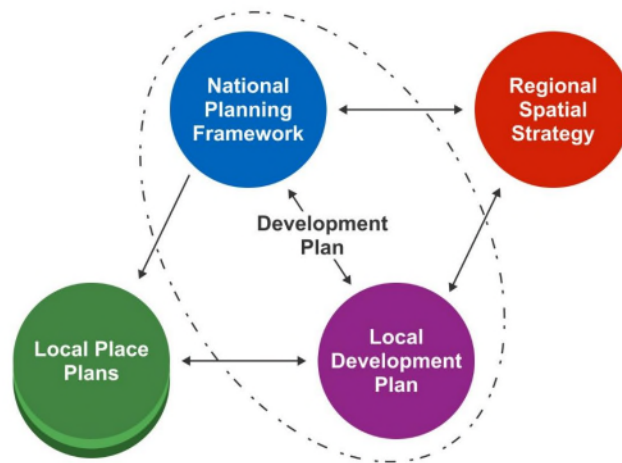 National
Planning
Framework
Regional
Spatial
Strategy
Development
Plan
Local Place
Plans
Local
Development
Plan